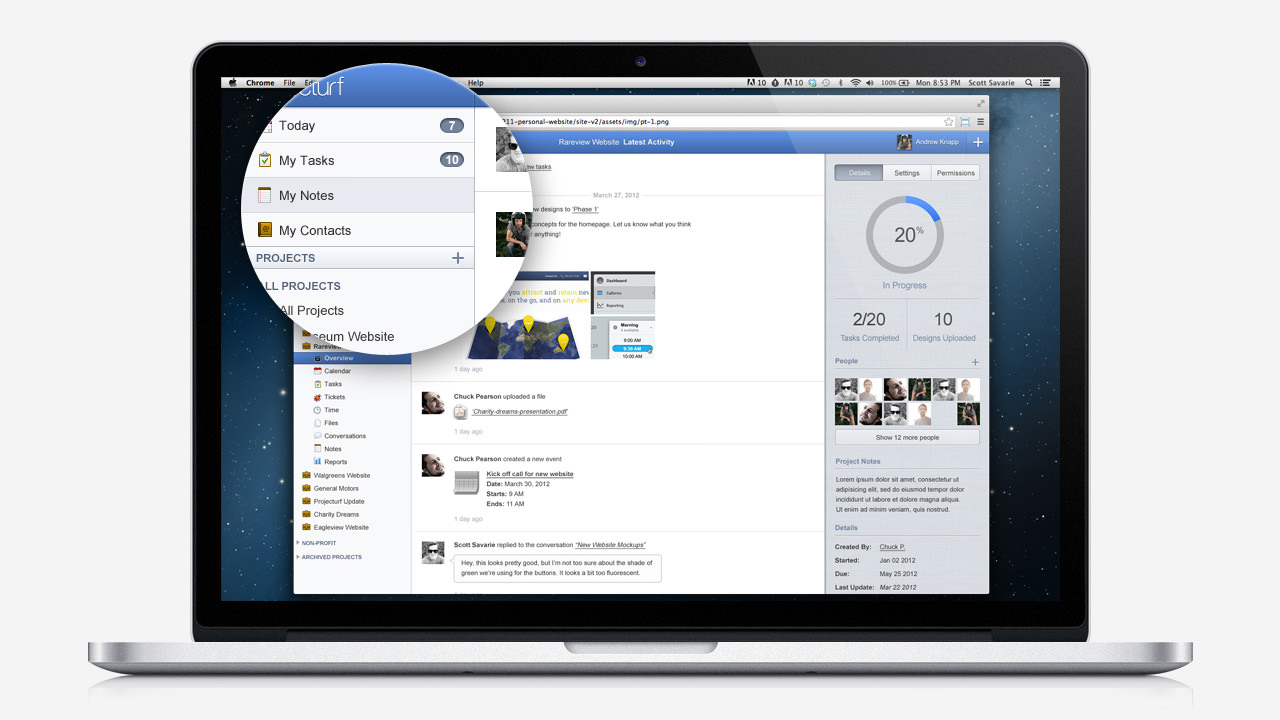 Chrome File Ed Help
10 10 100% Mon 8:53 PM Scott Savarie
cturf
Today 7
My Tasks 10
My Notes
My Contacts
PROJECTS
ALL PROJECTS
All Projects
seum Website
Overview
Calendar
Tasks
Tickets
Time
Files
Conversations
Notes
Reports
Walgreens Website
General Motors
Projecturf Update
Charity Dreams
Eagleview Website
NON-PROFIT
ARCHIVED PROJECTS
11-personal-website/site-v2/assets/img/pt-1.png
Rareview Website Latest Activity
Andrew Knapp
tasks
March 27, 2012
designs to 'Phase 1'
concepts for the homepage. Let us know what you think
anything!
you attract and retain new
, on the go, and on any dev
Dashboard
Callerins
Reporting
Morning
4 available
9:00 AM
9:30 AM
10:00 AM
1 day ago
Chuck Pearson uploaded a file
'Charity-dreams-presentation.pdf'
1 day ago
Chuck Pearson created a new event
Kick off call for new website
Date: March 30, 2012
Starts: 9 AM
Ends: 11 AM
1 day ago
Scott Savarie replied to the conversation "New Website Mockups"
Hey, this looks pretty good, but I'm not too sure about the shade of
green we're using for the buttons. It looks a bit too fluorescent.
Details Settings Permissions
20%
In Progress
2/20 10
Tasks Completed Designs Uploaded
People
Show 12 more people
Project Notes
Lorem ipsum dolor sit amet, consectetur ut
adipisicing elit, sed do eiusmod tempor dolor
incididunt ut labore et dolore magna aliqua.
Ut enim ad minim veniam, quis nostrud.
Details
Created By: Chuck P.
Started: Jan 02 2012
Due: May 25 2012
Last Update: Mar 22 2012